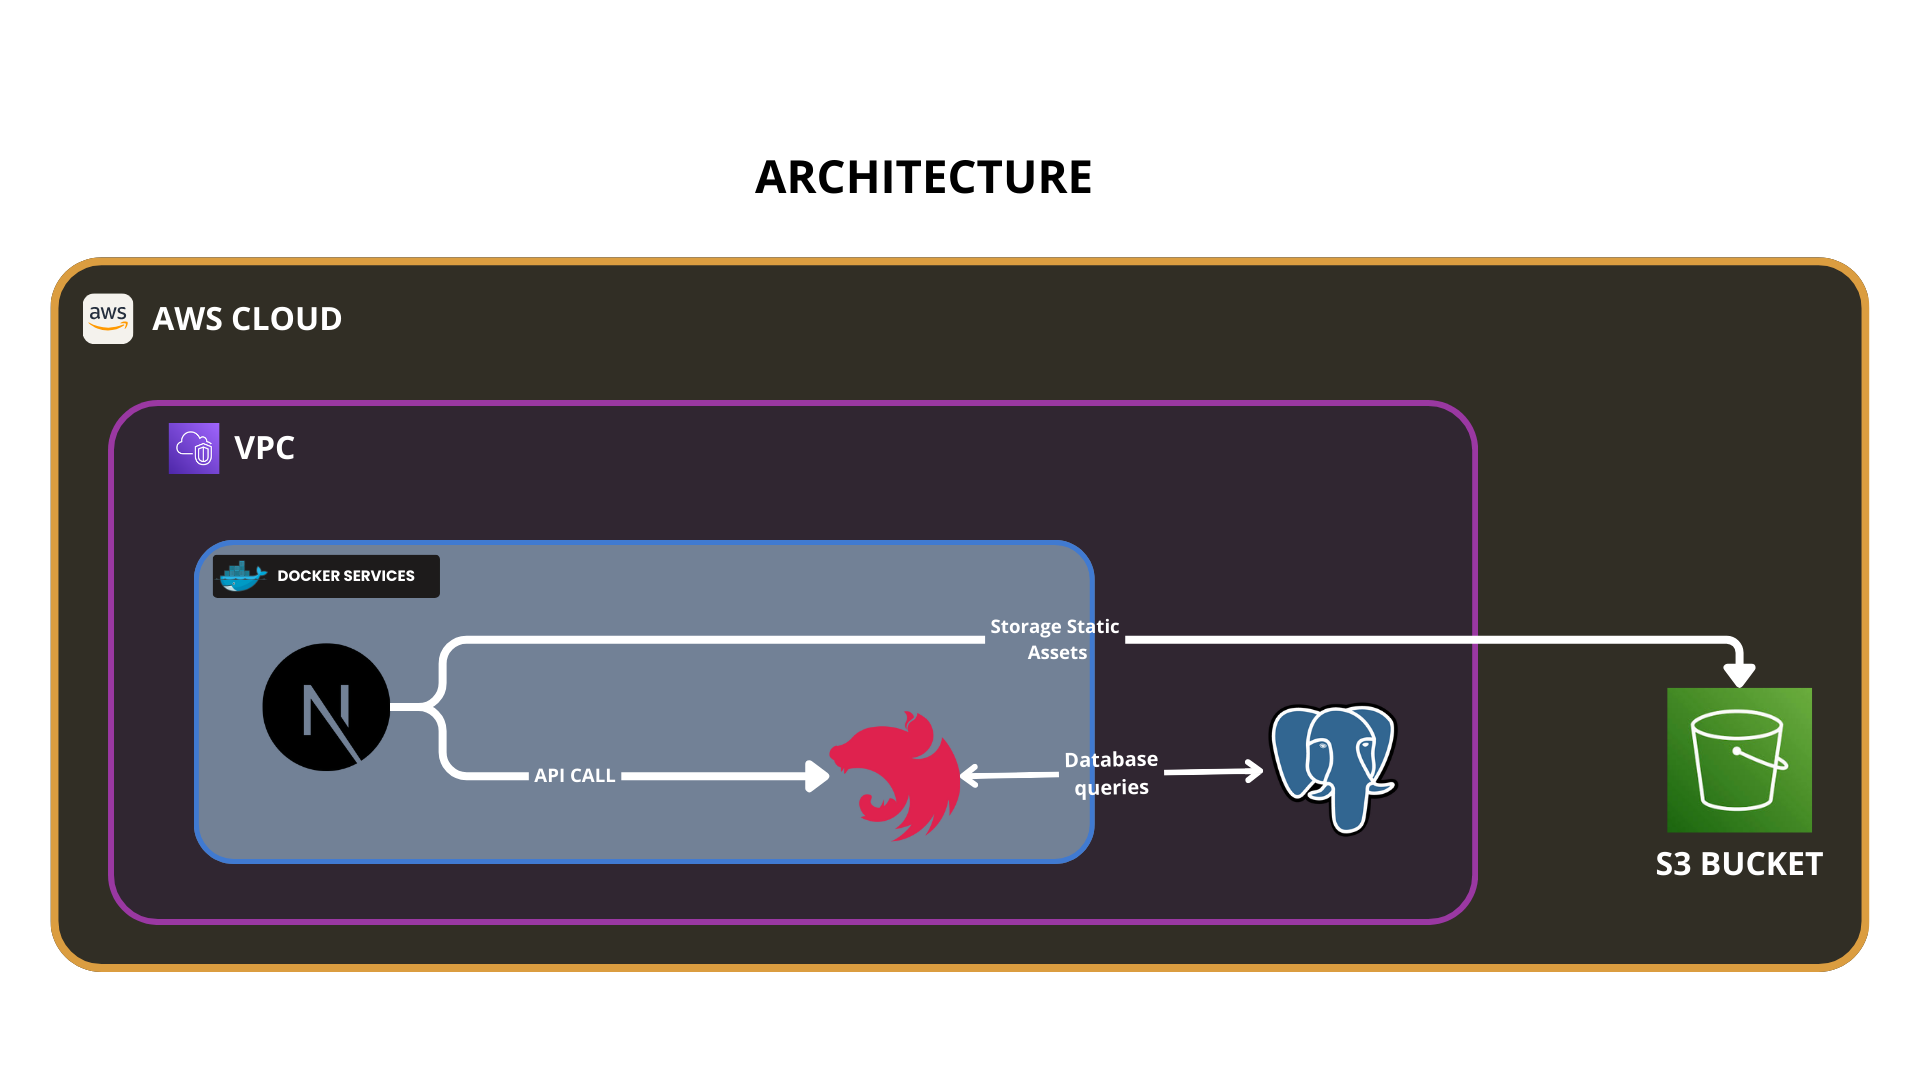 ARCHITECTURE
aws
AWS CLOUD
VPC
DOCKER SERVICES
Storage Static
Assets
N
API CALL
Database
queries
S3 BUCKET